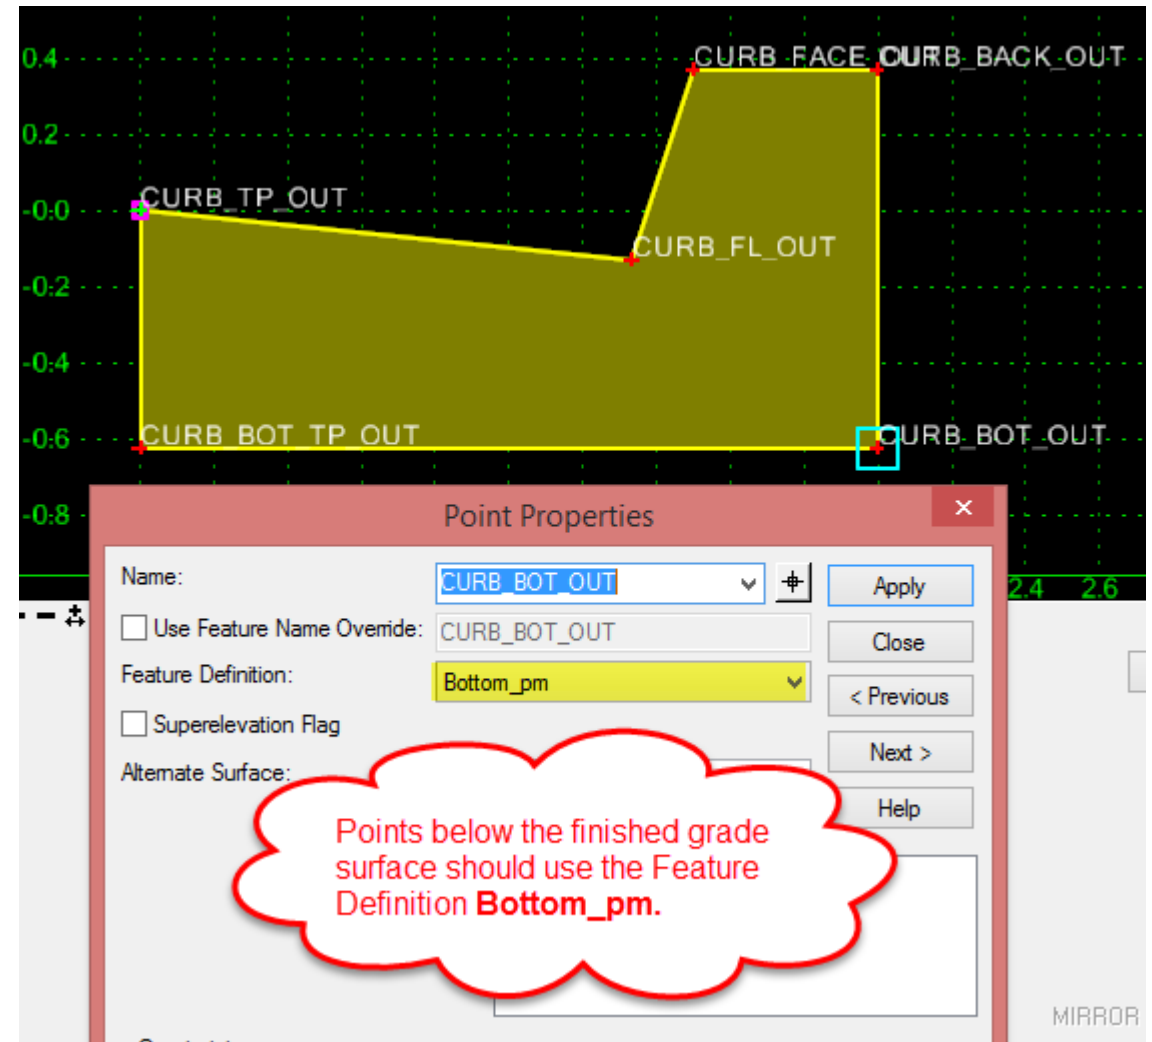 0.4
CURB_FACE_OUT CURB_BACK_OUT
0.2
CURB_TP_OUT
-0.0
CURB_FL_OUT
-0.2
-0.4
-0.6
CURB_BOT_TP_OUT
CURB_BOT_OUT
-0.8
Point Properties
×
2.4 2.6
Name:
CURB_BOT_OUT
Apply
Use Feature Name Override:
CURB_BOT_OUT
Close
Feature Definition:
Bottom_pm
< Previous
Superelevation Flag
Next >
Alternate Surface:
Help
Points below the finished grade
surface should use the Feature
Definition Bottom_pm.
MIRROR